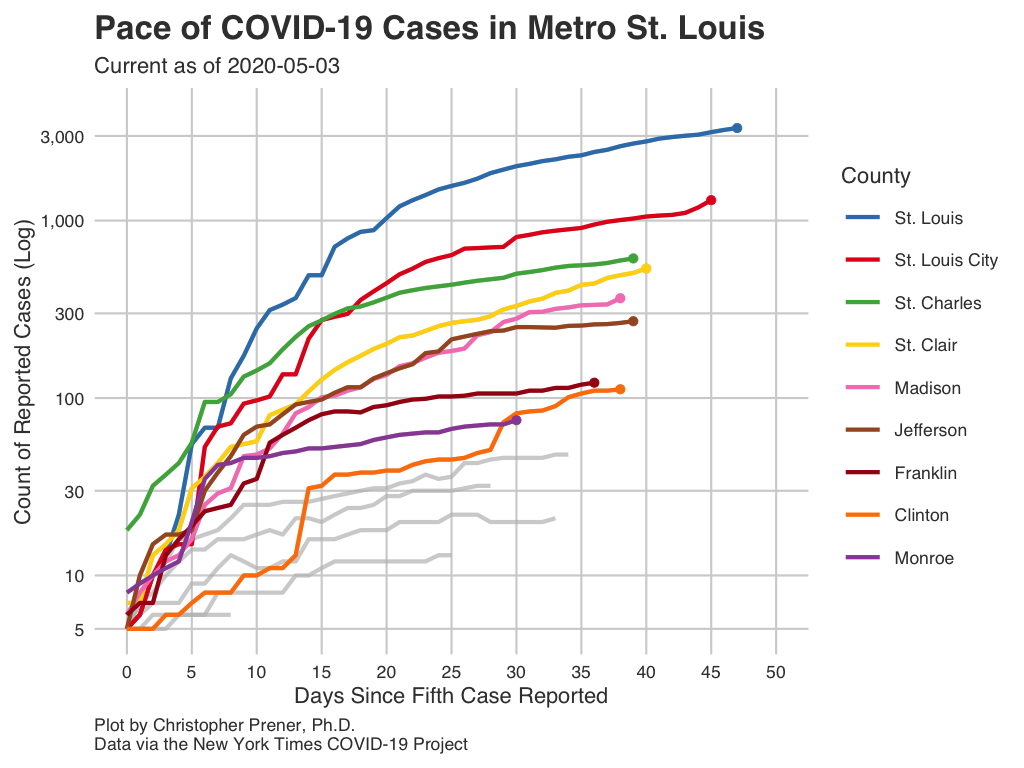 Pace of COVID-19 Cases in Metro St. Louis
Current as of 2020-05-03
Count of Reported Cases (Log)
3,000
1,000
300
100
30
10
5
0 5 10 15 20 25 30 35 40 45 50
Days Since Fifth Case Reported
County
St. Louis
St. Louis City
St. Charles
St. Clair
Madison
Jefferson
Franklin
Clinton
Monroe
Plot by Christopher Prener, Ph.D.
Data via the New York Times COVID-19 Project